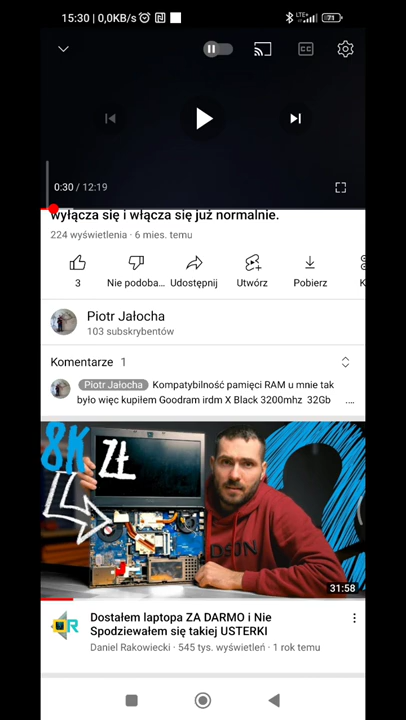 15:30 | 0,0KB/s
LTE+
71
CC
0:30 / 12:19
wyłącza się i włącza się już normalnie.
224 wyświetlenia · 6 mies. temu
3
Nie podoba... Udostępnij Utwórz Pobierz K
Piotr Jałocha
103 subskrybentów
Komentarze 1
Piotr Jałocha Kompatybilność pamięci RAM u mnie tak
było więc kupiłem Goodram irdm X Black 3200mhz 32Gb ....
8K ZŁ
31:58
Dostałem laptopa ZA DARMO i Nie
Spodziewałem się takiej USTERKI
Daniel Rakowiecki · 545 tys. wyświetleń · 1 rok temu